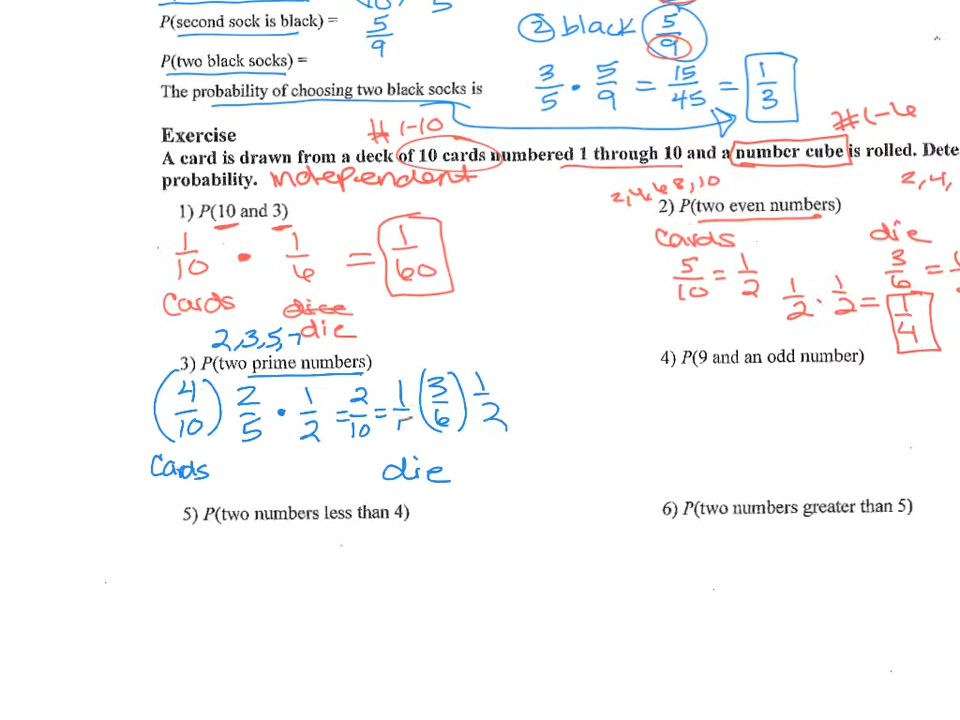 P(second sock is black) = 5/9
② black 5/9
P(two black socks) =
3/5 · 5/9 = 15/45 = 1/3
The probability of choosing two black socks is
Exercise
# 1-10
#1-6
A card is drawn from a deck of 10 cards numbered 1 through 10 and a number cube is rolled. Dete
probability. independent
2,4,6,8,10
2,4,
1) P(10 and 3)
1/10 · 1/6 = 1/60
Cards dice
die
2) P(two even numbers)
Cards die
5/10 = 1/2 1/2 · 1/2 = 1/4 3/6 =
2,3,5,7
3) P(two prime numbers)
(4/10) 2/5 · 1/2 = 2/10 = 1/ (3/6) 1/2
Cards die
4) P(9 and an odd number)
5) P(two numbers less than 4)
6) P(two numbers greater than 5)